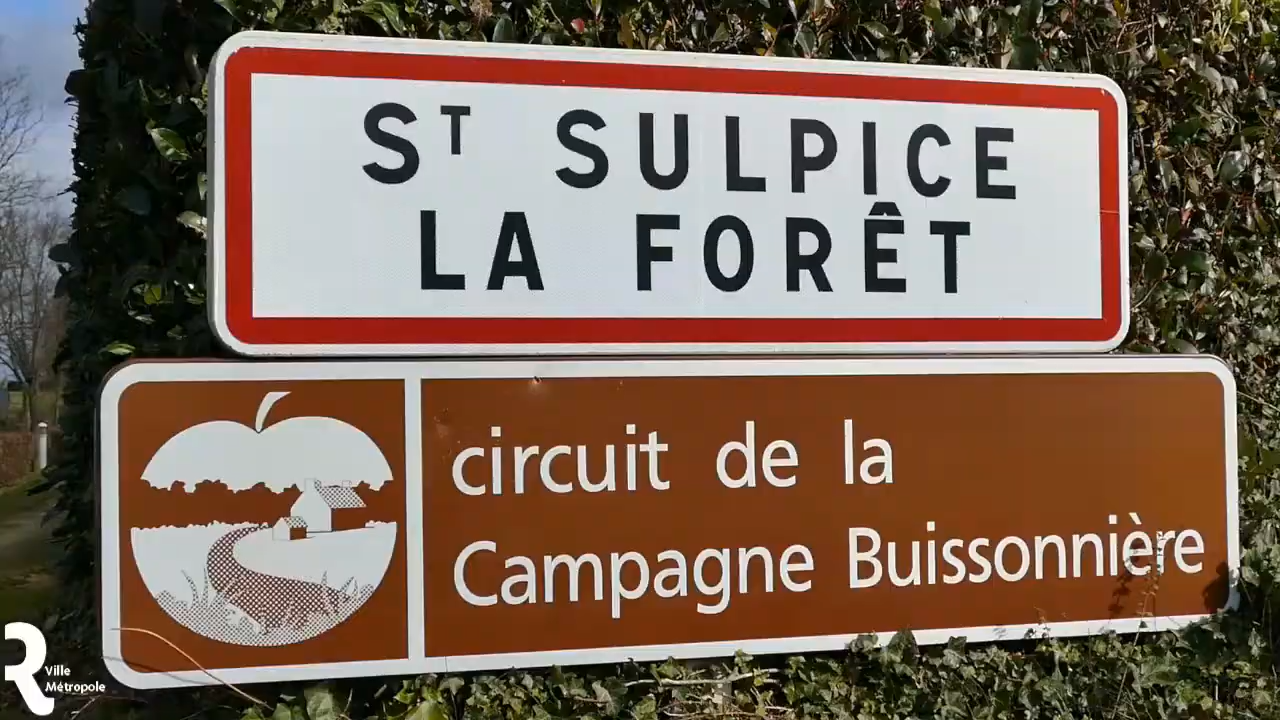 ST SULPICE
LA FORÊT
circuit de la
Campagne Buissonnière
R
Ville
Métropole